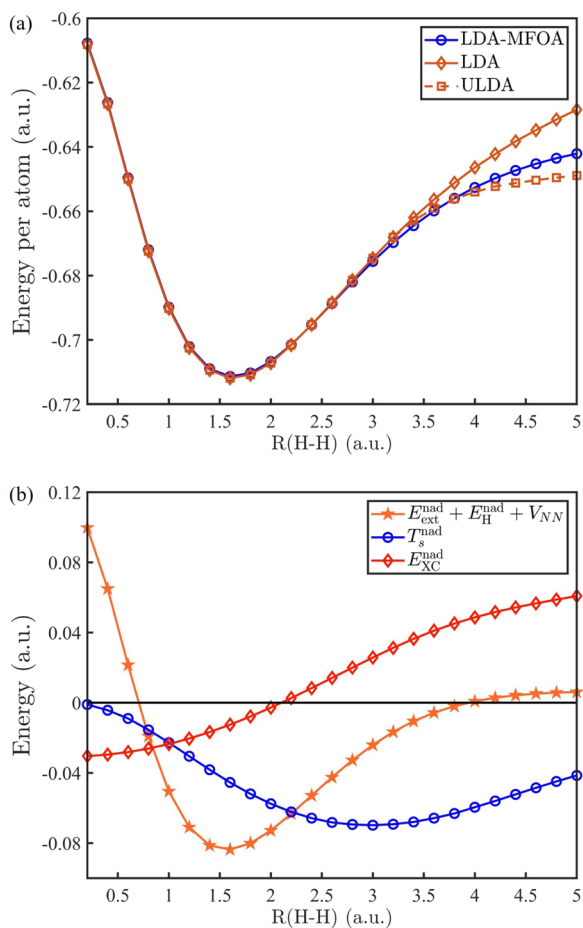 (a)
-0.6
-0.62
-0.64
-0.66
-0.68
-0.7
-0.72
Energy per atom (a.u.)
LDA-MFOA
LDA
ULDA
0.5 1 1.5 2 2.5 3 3.5 4 4.5 5
R(H-H) (a.u.)
(b)
0.12
0.08
0.04
0
-0.04
-0.08
Energy (a.u.)
E_ext^nad + E_H^nad + V_NN
T_s^nad
E_XC^nad
0.5 1 1.5 2 2.5 3 3.5 4 4.5 5
R(H-H) (a.u.)